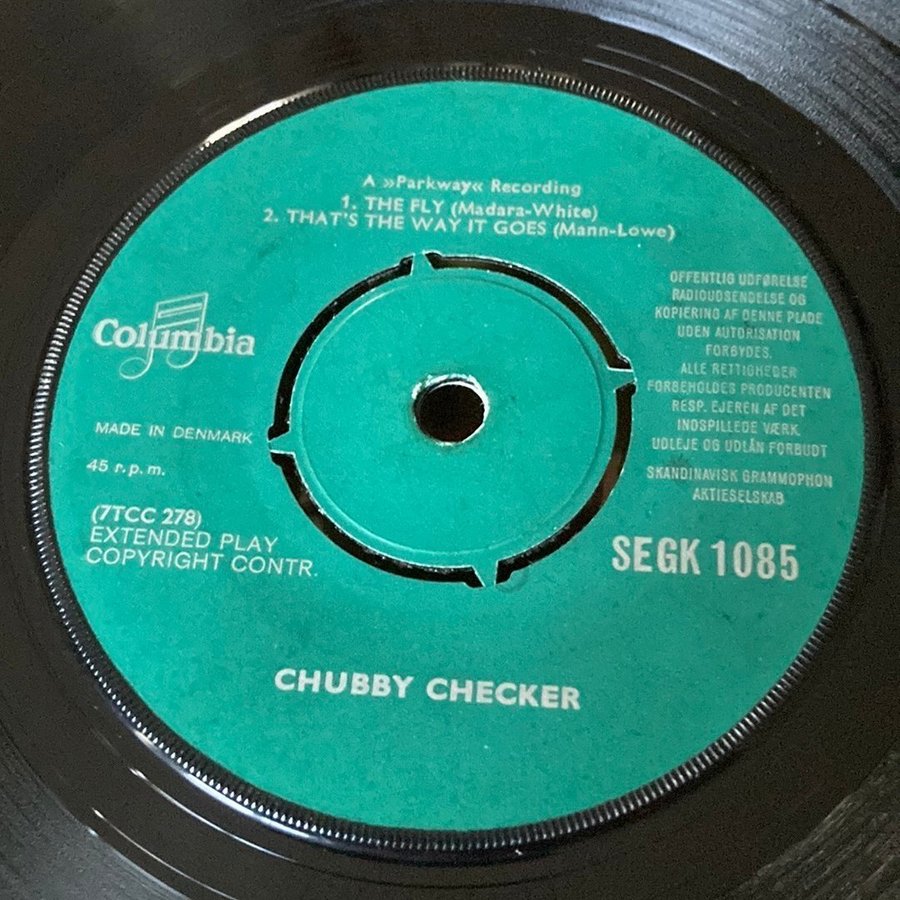 A »Parkway« Recording
1. THE FLY (Madara-White)
2. THAT'S THE WAY IT GOES (Mann-Lowe)
Columbia
MADE IN DENMARK
45 r.p.m.
(7TCC 278)
EXTENDED PLAY
COPYRIGHT CONTR.
OFFENTLIG UDFØRELSE
RADIOUDSENDELSE OG
KOPIERING AF DENNE PLADE
UDEN AUTORISATION
FORBYDES.
ALLE RETTIGHEDER
FORBEHOLDES PRODUCENTEN
RESP. EJEREN AF DET
INDSPILLEDE VÆRK.
UDLEJE OG UDLÅN FORBUDT
SKANDINAVISK GRAMMOPHON
AKTIESELSKAB
SEGK 1085
CHUBBY CHECKER